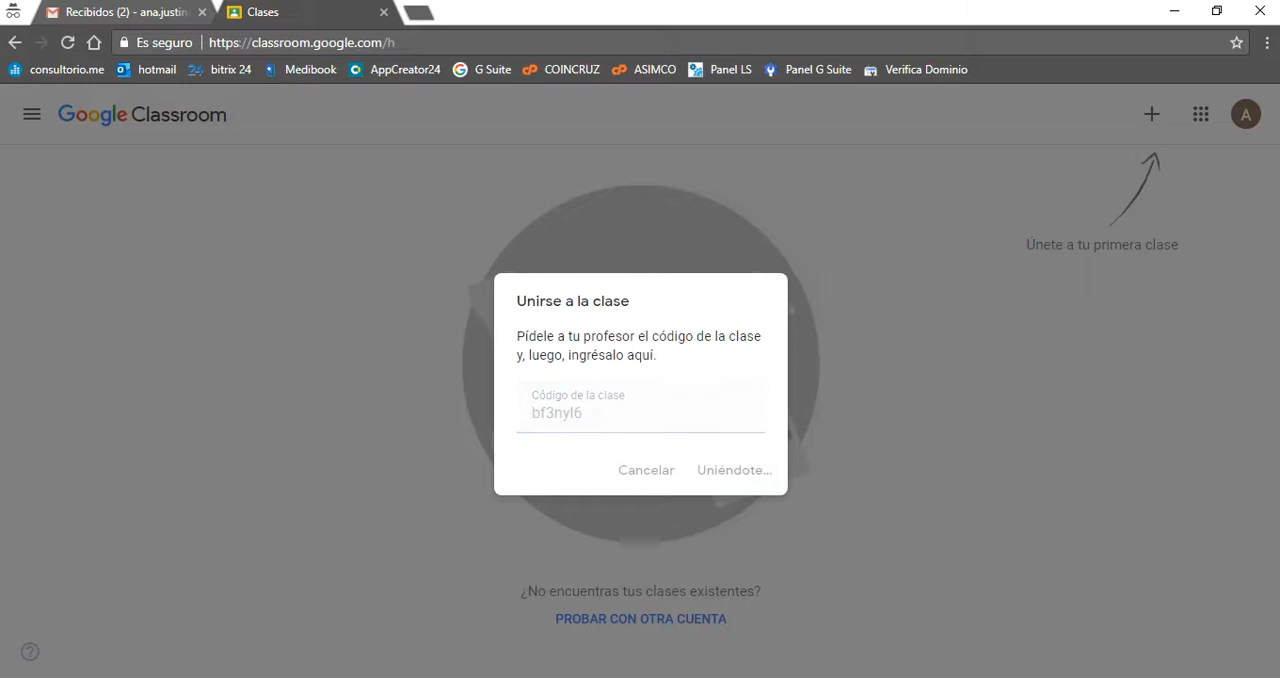 Recibidos (2) - ana.justin
Clases
Es seguro
https://classroom.google.com/h
consultorio.me
hotmail
bitrix 24
Medibook
AppCreator24
G Suite
COINCRUZ
ASIMCO
Panel LS
Panel G Suite
Verifica Dominio
Google Classroom
A
Únete a tu primera clase
Unirse a la clase
Pídele a tu profesor el código de la clase
y, luego, ingrésalo aquí.
Código de la clase
bf3nyl6
Cancelar
Uniéndote...
¿No encuentras tus clases existentes?
PROBAR CON OTRA CUENTA